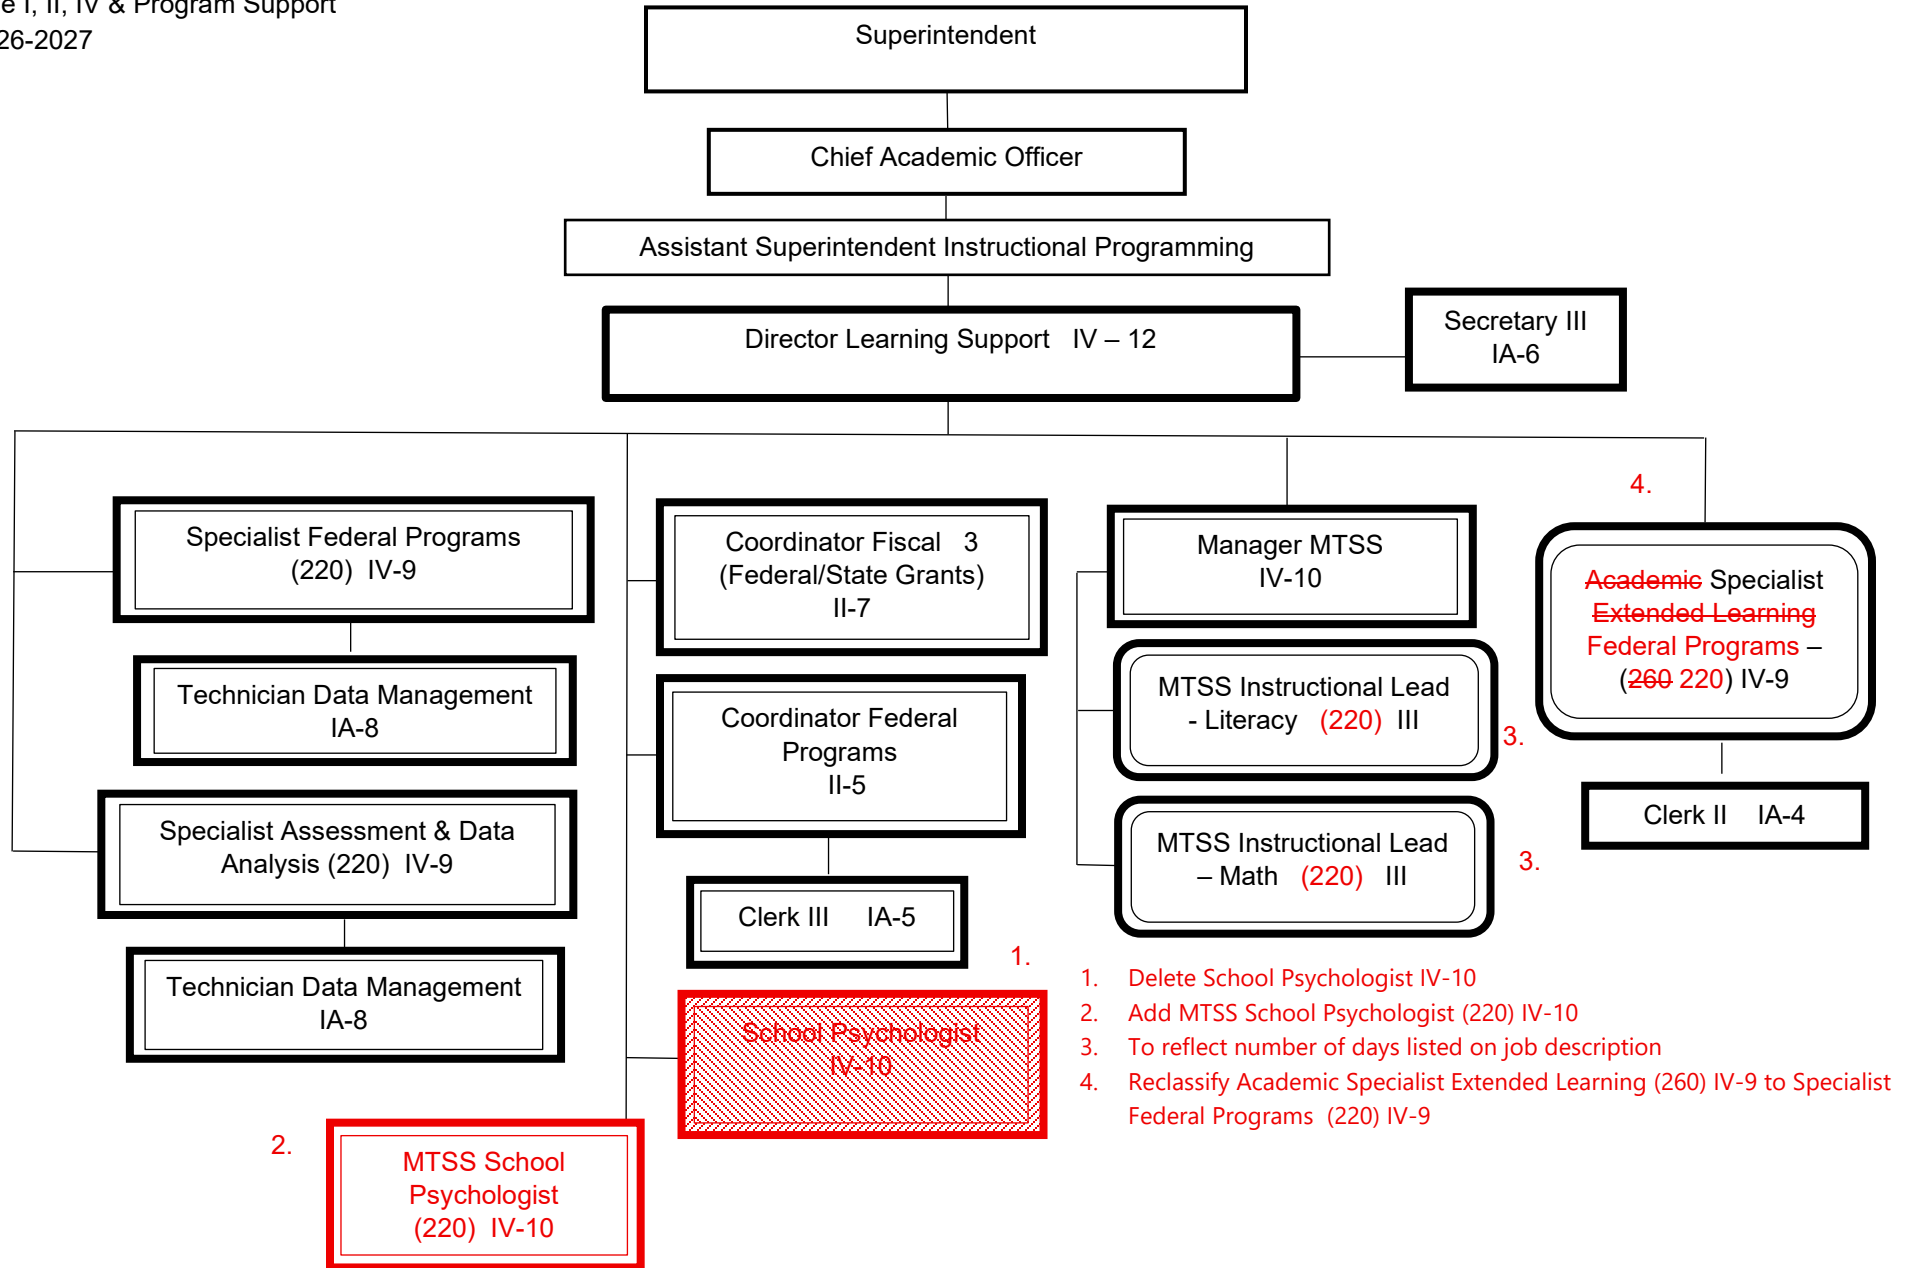 e I, II, IV & Program Support
26-2027
Superintendent
Chief Academic Officer
Assistant Superintendent Instructional Programming
Director Learning Support IV – 12
Secretary III
IA-6
Specialist Federal Programs
(220) IV-9
Technician Data Management
IA-8
Specialist Assessment & Data
Analysis (220) IV-9
Technician Data Management
IA-8
Coordinator Fiscal 3
(Federal/State Grants)
II-7
Coordinator Federal
Programs
II-5
Clerk III IA-5
1.
School Psychologist
IV-10
2.
MTSS School
Psychologist
(220) IV-10
Manager MTSS
IV-10
MTSS Instructional Lead
- Literacy (220) III
3.
MTSS Instructional Lead
– Math (220) III
3.
4.
Academic Specialist
Extended Learning
Federal Programs –
(260 220) IV-9
Clerk II IA-4
1. Delete School Psychologist IV-10
2. Add MTSS School Psychologist (220) IV-10
3. To reflect number of days listed on job description
4. Reclassify Academic Specialist Extended Learning (260) IV-9 to Specialist
Federal Programs (220) IV-9